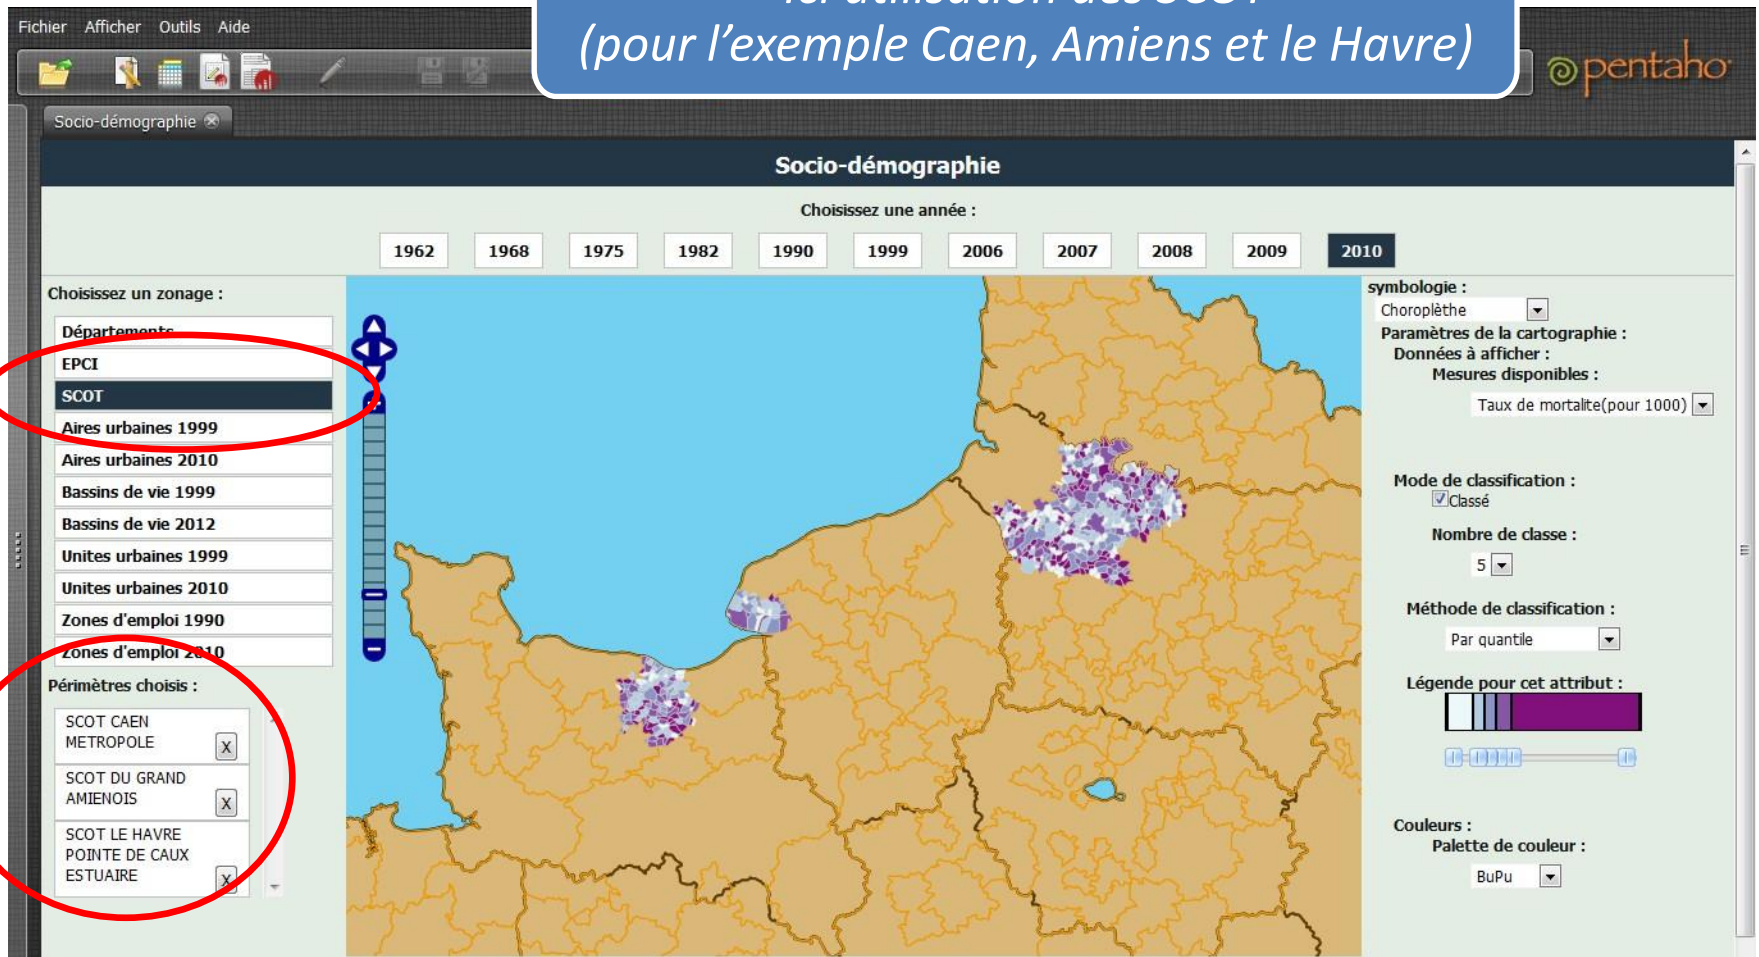 ici utilisation des SCOT
(pour l'exemple Caen, Amiens et le Havre)
Fichier Afficher Outils Aide
pentaho
Socio-démographie
Socio-démographie
Choisissez une année :
1962 1968 1975 1982 1990 1999 2006 2007 2008 2009 2010
Choisissez un zonage :
Départements
EPCI
SCOT
Aires urbaines 1999
Aires urbaines 2010
Bassins de vie 1999
Bassins de vie 2012
Unites urbaines 1999
Unites urbaines 2010
Zones d'emploi 1990
Zones d'emploi 2010
Périmètres choisis :
SCOT CAEN
METROPOLE X
SCOT DU GRAND
AMIENOIS X
SCOT LE HAVRE
POINTE DE CAUX
ESTUAIRE X
symbologie :
Choroplèthe
Paramètres de la cartographie :
Données à afficher :
Mesures disponibles :
Taux de mortalite(pour 1000)
Mode de classification :
Classé
Nombre de classe :
5
Méthode de classification :
Par quantile
Légende pour cet attribut :
Couleurs :
Palette de couleur :
BuPu